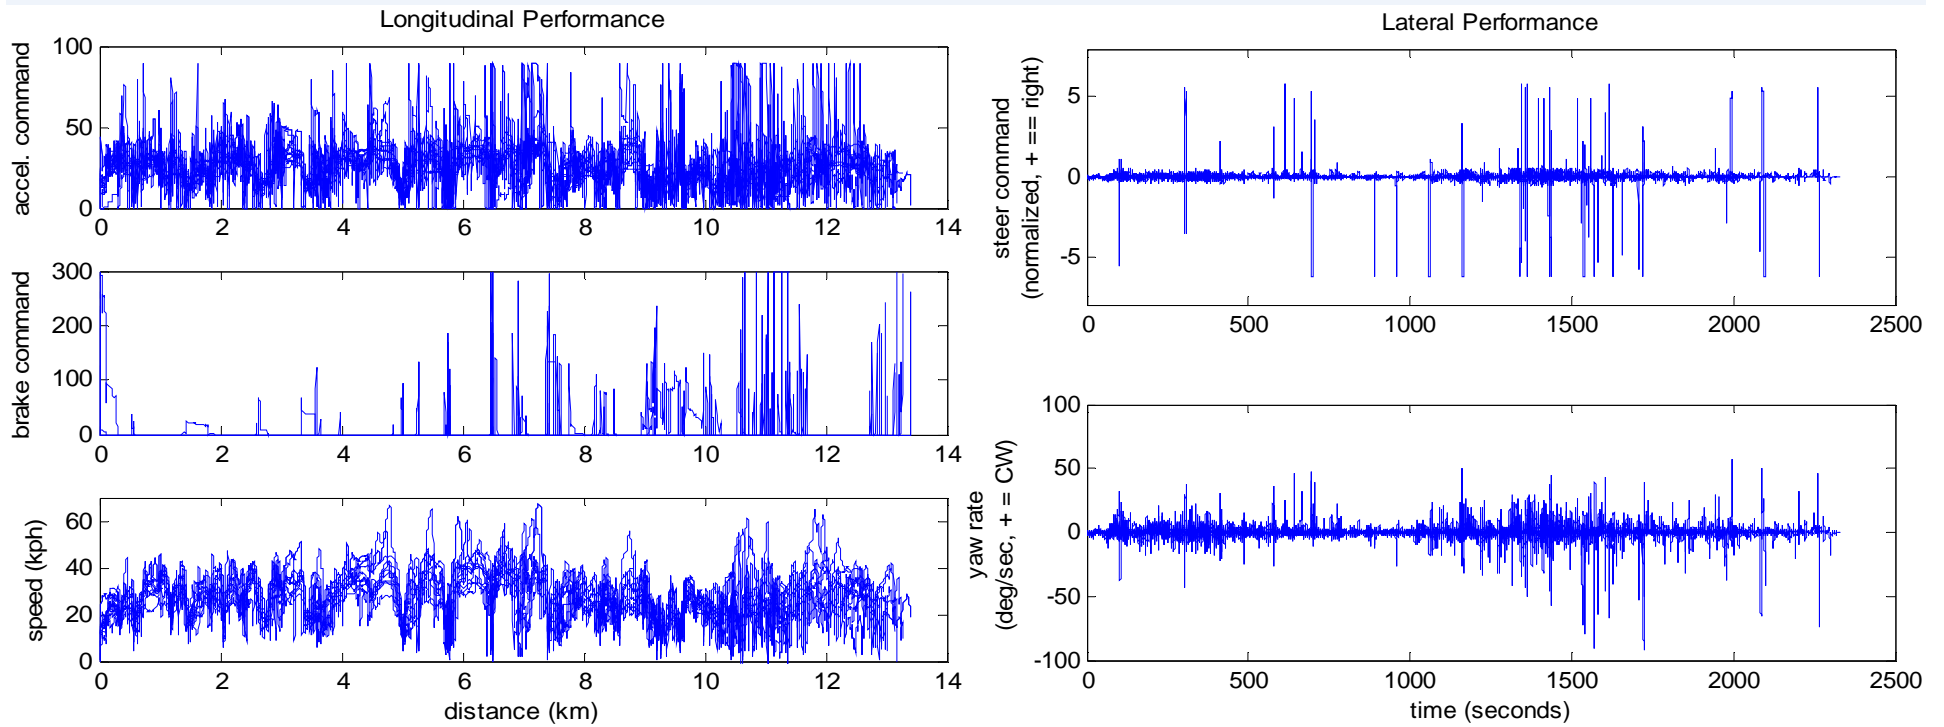 Longitudinal Performance
accel. command
100
50
0
0 2 4 6 8 10 12 14
brake command
300
200
100
0
0 2 4 6 8 10 12 14
speed (kph)
60
40
20
0
0 2 4 6 8 10 12 14
distance (km)
Lateral Performance
steer command
(normalized, + == right)
5
0
-5
0 500 1000 1500 2000 2500
yaw rate
(deg/sec, + = CW)
100
50
0
-50
-100
0 500 1000 1500 2000 2500
time (seconds)